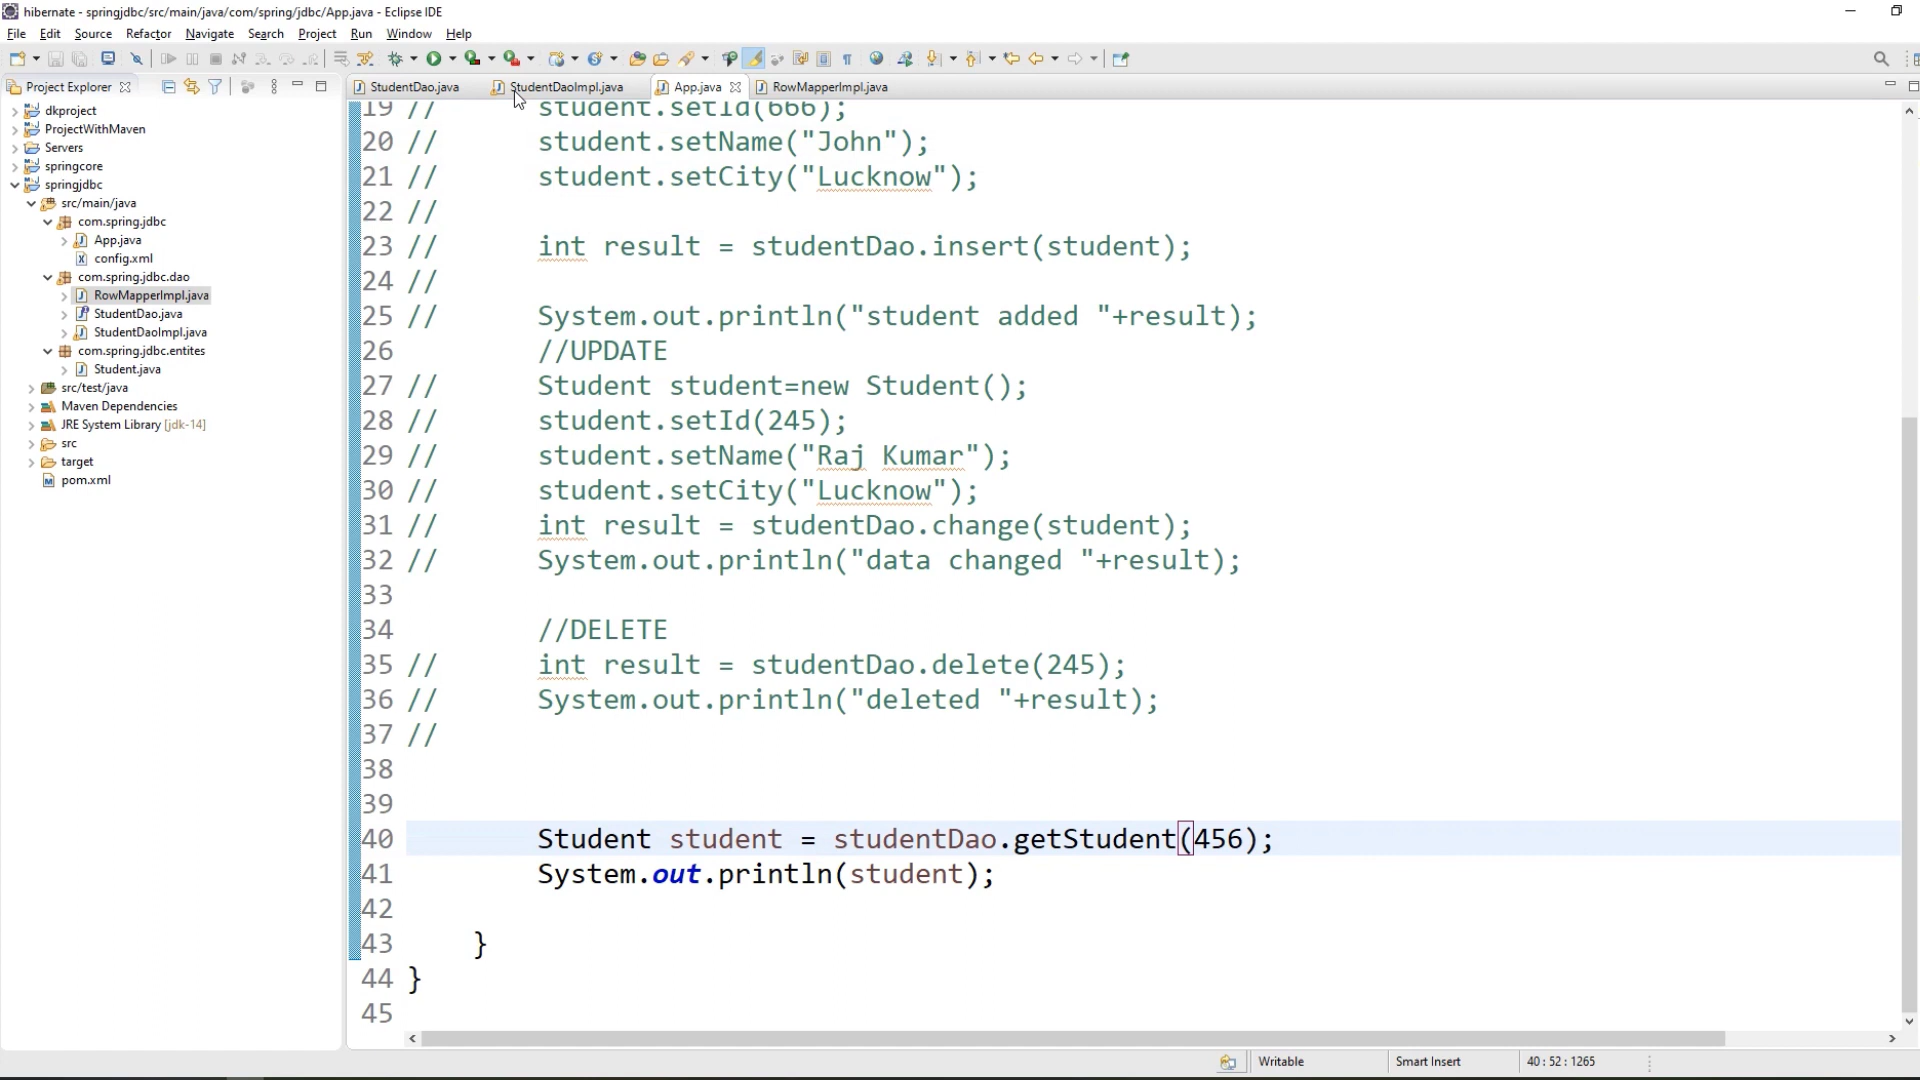 hibernate - springjdbc/src/main/java/com/spring/jdbc/App.java - Eclipse IDE
File Edit Source Refactor Navigate Search Project Run Window Help
Project Explorer
StudentDao.java StudentDaoImpl.java App.java RowMapperImpl.java
dkproject
ProjectWithMaven
Servers
springcore
springjdbc
src/main/java
com.spring.jdbc
App.java
config.xml
com.spring.jdbc.dao
RowMapperImpl.java
StudentDao.java
StudentDaoImpl.java
com.spring.jdbc.entites
Student.java
src/test/java
Maven Dependencies
JRE System Library [jdk-14]
src
target
pom.xml
19 // student.setId(666);
20 // student.setName("John");
21 // student.setCity("Lucknow");
22 //
23 // int result = studentDao.insert(student);
24 //
25 // System.out.println("student added "+result);
26 //UPDATE
27 // Student student=new Student();
28 // student.setId(245);
29 // student.setName("Raj Kumar");
30 // student.setCity("Lucknow");
31 // int result = studentDao.change(student);
32 // System.out.println("data changed "+result);
33
34 //DELETE
35 // int result = studentDao.delete(245);
36 // System.out.println("deleted "+result);
37 //
38
39
40 Student student = studentDao.getStudent(456);
41 System.out.println(student);
42
43 }
44 }
45
Writable Smart Insert 40 : 52 : 1265